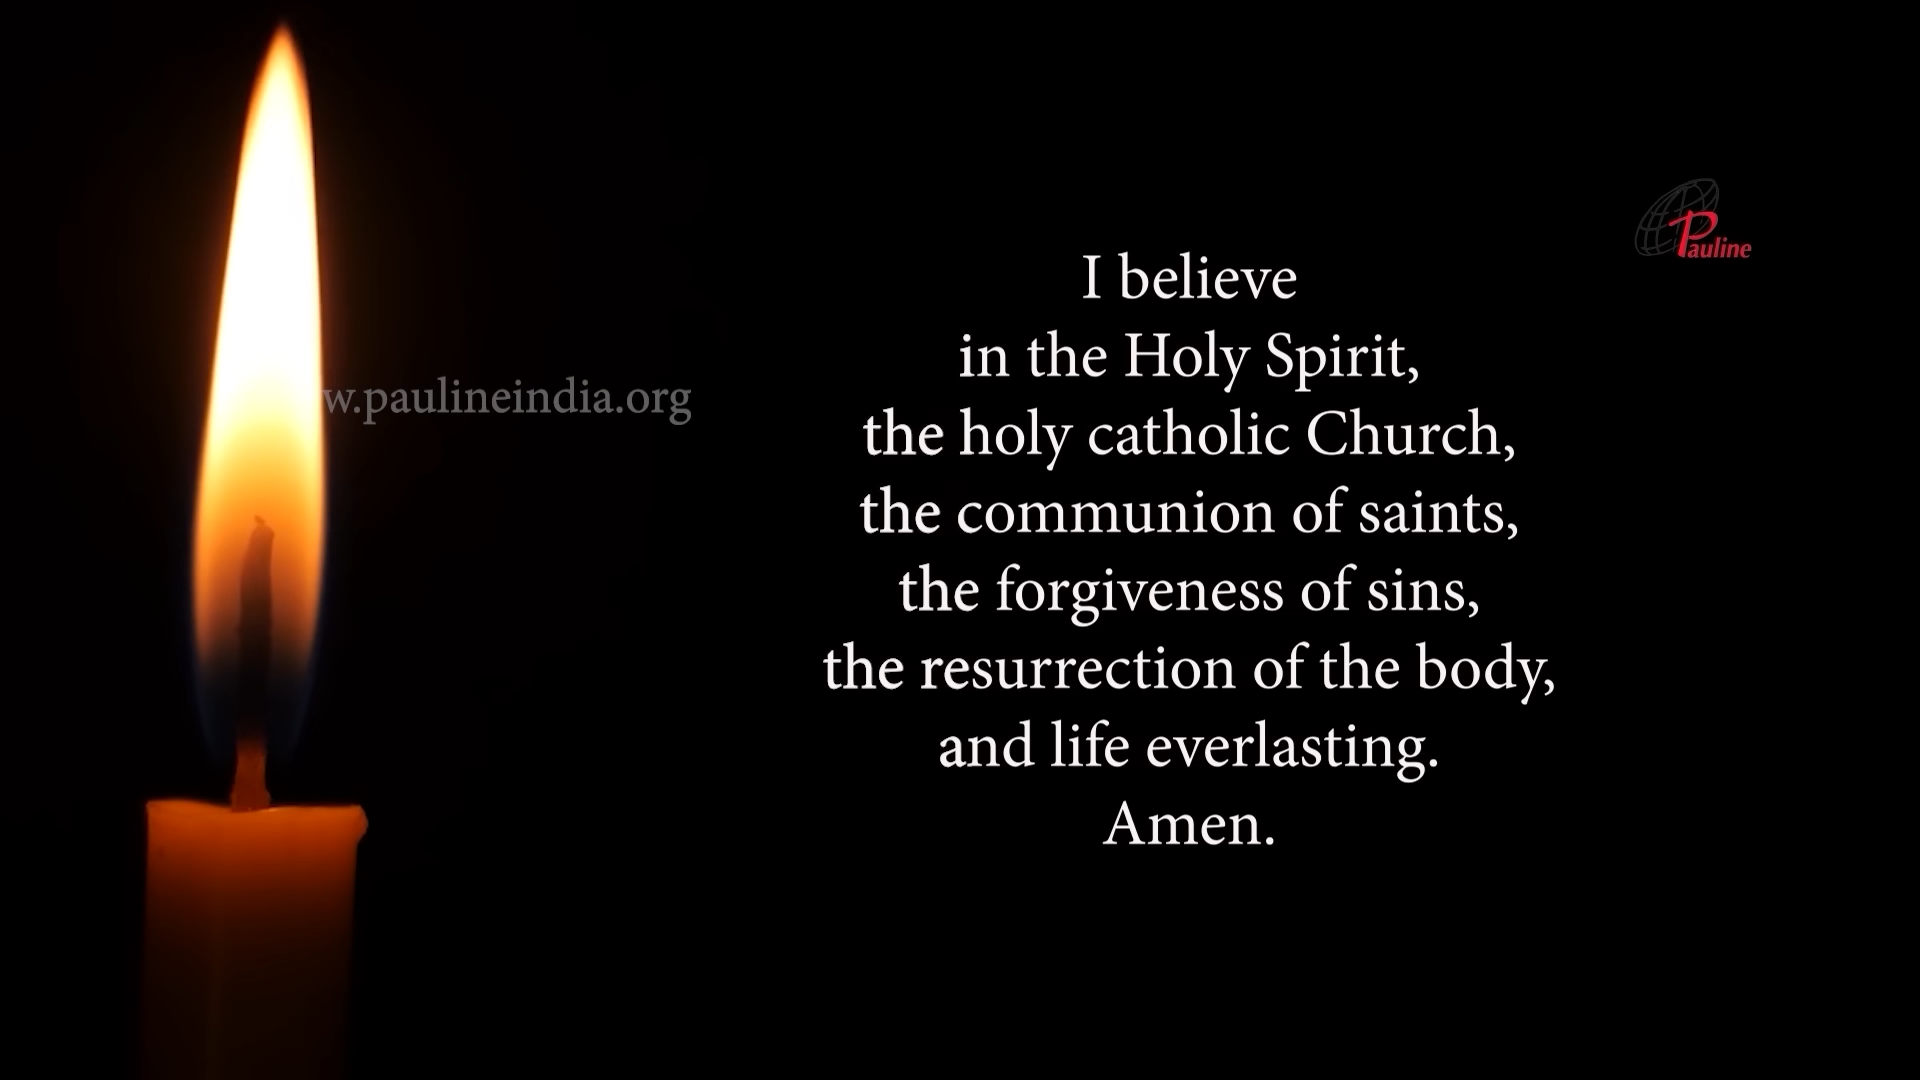 I believe
in the Holy Spirit,
the holy catholic Church,
the communion of saints,
the forgiveness of sins,
the resurrection of the body,
and life everlasting.
Amen.
w.paulineindia.org
Pauline